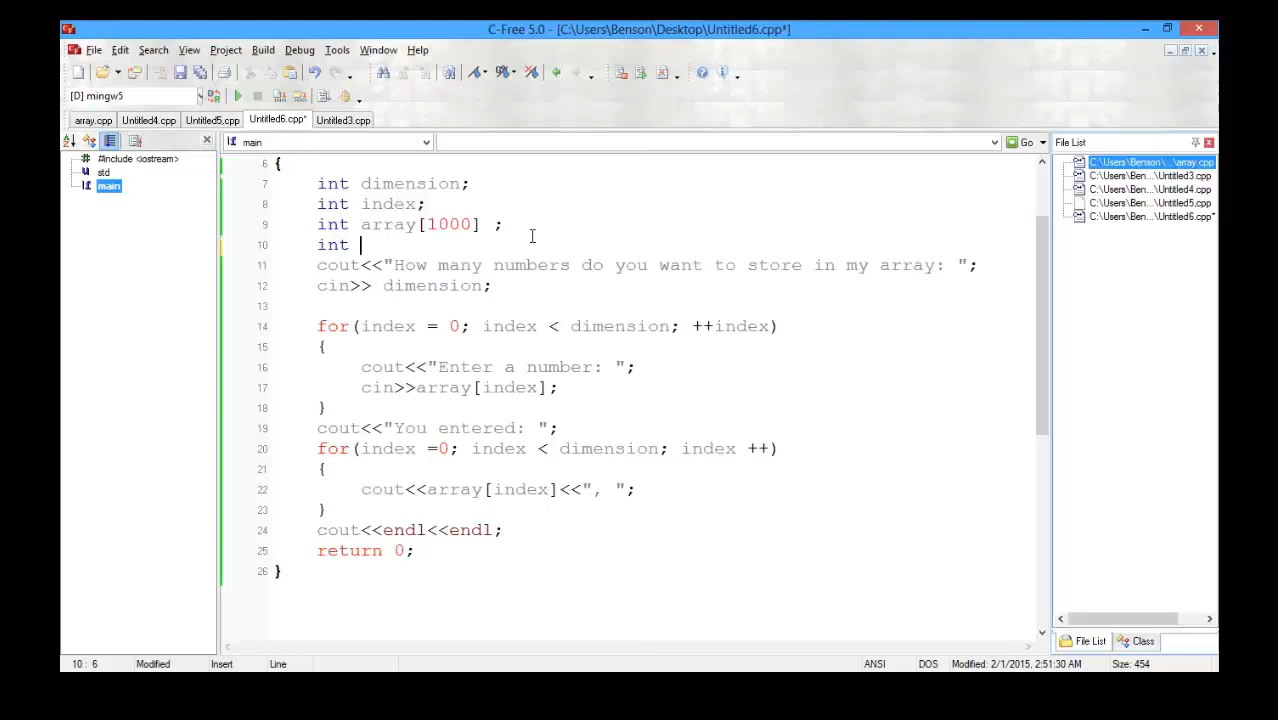 C-Free 5.0 - [C:\Users\Benson\Desktop\Untitled6.cpp*]
File Edit Search View Project Build Debug Tools Window Help
[D] mingw5
array.cpp Untitled4.cpp Untitled5.cpp Untitled6.cpp* Untitled3.cpp
main Go File List
#include <iostream>
std
main
C:\Users\Benson\...\array.cpp
C:\Users\Ben...\Untitled3.cpp
C:\Users\Ben...\Untitled4.cpp
C:\Users\Ben...\Untitled5.cpp
C:\Users\Ben...\Untitled6.cpp*
6 {
7 int dimension;
8 int index;
9 int array[1000] ;
10 int
11 cout<<"How many numbers do you want to store in my array: ";
12 cin>> dimension;
13
14 for(index = 0; index < dimension; ++index)
15 {
16 cout<<"Enter a number: ";
17 cin>>array[index];
18 }
19 cout<<"You entered: ";
20 for(index =0; index < dimension; index ++)
21 {
22 cout<<array[index]<<", ";
23 }
24 cout<<endl<<endl;
25 return 0;
26 }
File List Class
10 : 6 Modified Insert Line ANSI DOS Modified: 2/1/2015, 2:51:30 AM Size: 454